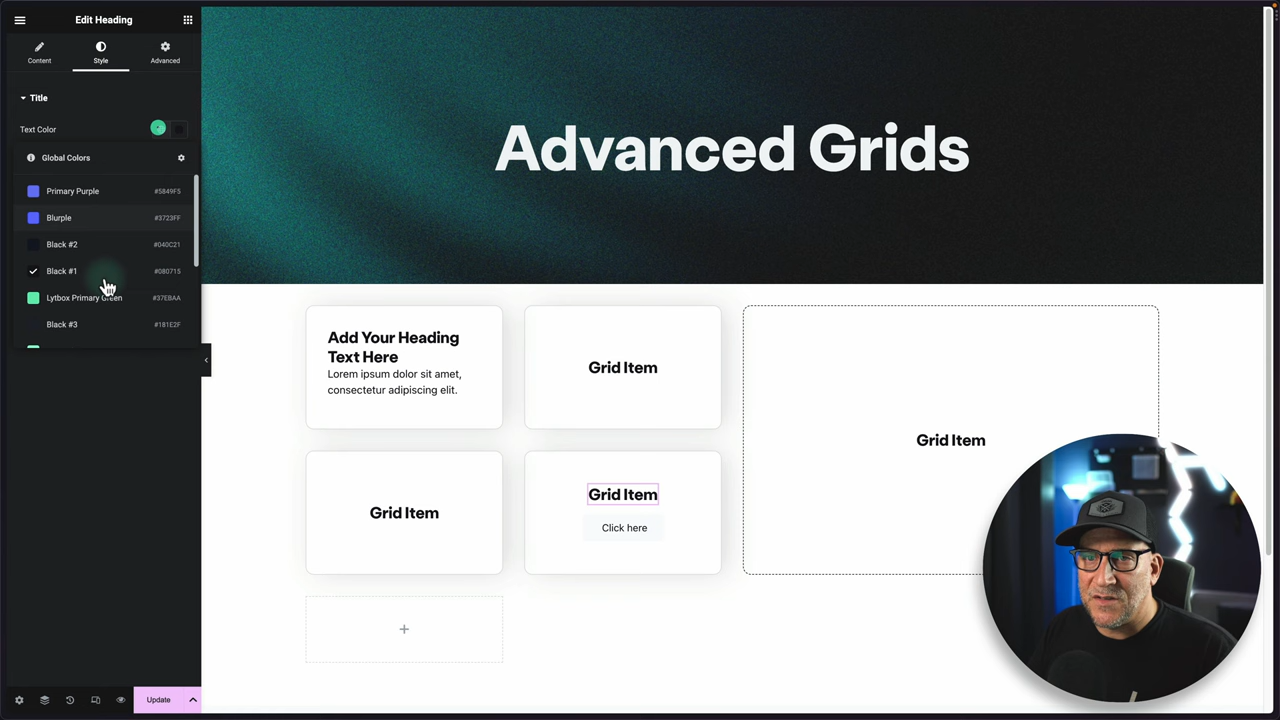 Edit Heading
Content
Style
Advanced
Title
Text Color
Global Colors
Primary Purple #5849F5
Blurple #3723FF
Black #2 #040C21
Black #1 #080715
Lytbox Primary Green #37EBAA
Black #3 #181E2F
Update
Advanced Grids
Add Your Heading
Text Here
Lorem ipsum dolor sit amet,
consectetur adipiscing elit.
Grid Item
Grid Item
Grid Item
Grid Item
Click here